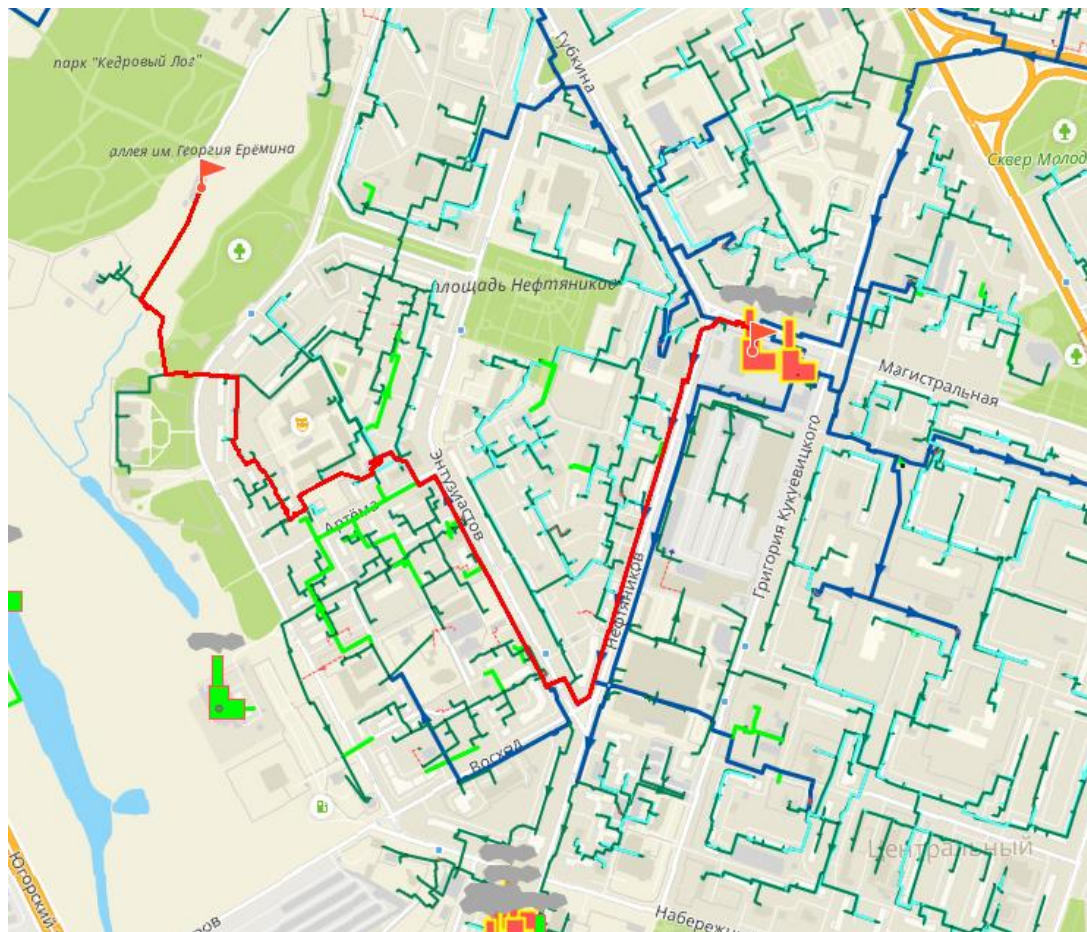 Губкина
парк "Кедровый Лог"
аллея им. Георгия Ерёмина
Сквер Молод
площадь Нефтяников
Магистральная
Энтузиастов
Артёма
Григория Кукуевицкого
Нефтяников
Восход
Центральный
Югорский
Набережн
ров